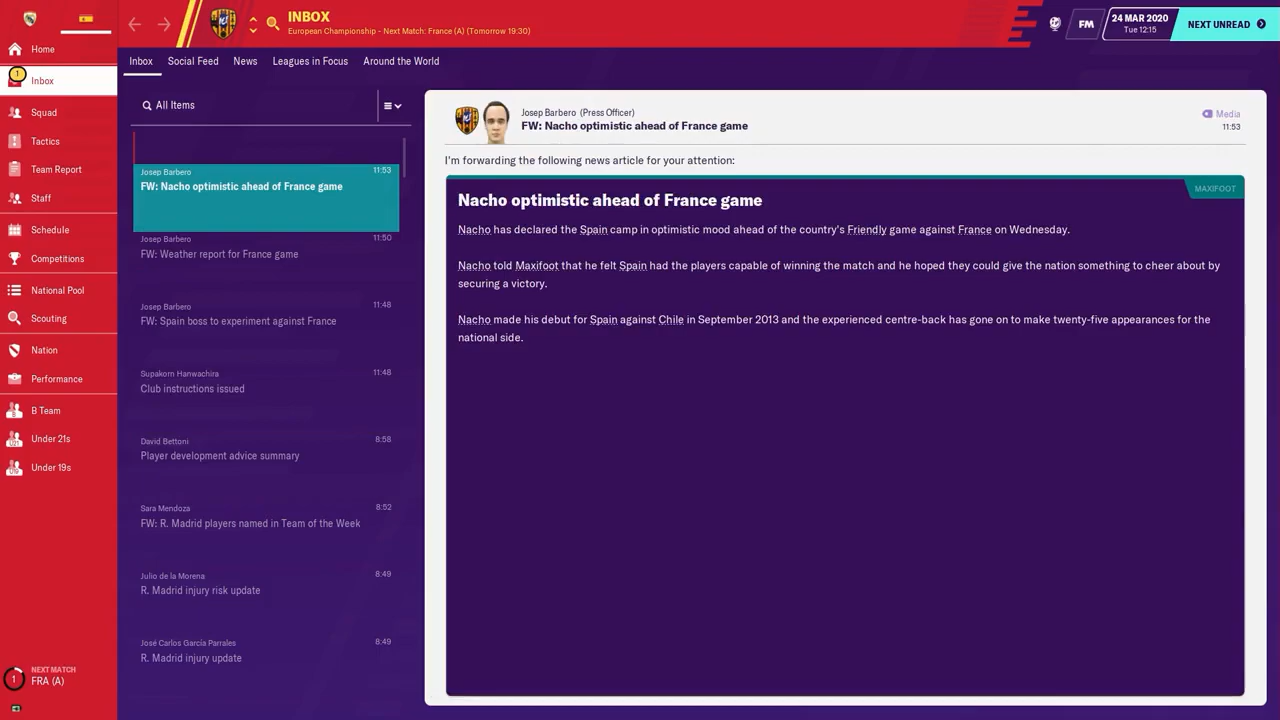 INBOX
European Championship - Next Match: France (A) (Tomorrow 19:30)
FM
24 MAR 2020
Tue 12:15
NEXT UNREAD
Home
1
Inbox
Squad
Tactics
Team Report
Staff
Schedule
Competitions
National Pool
Scouting
Nation
Performance
B Team
Under 21s
Under 19s
1
NEXT MATCH
FRA (A)
Inbox Social Feed News Leagues in Focus Around the World
All Items
Josep Barbero 11:53
FW: Nacho optimistic ahead of France game
Josep Barbero 11:50
FW: Weather report for France game
Josep Barbero 11:48
FW: Spain boss to experiment against France
Supakorn Hanwachira 11:48
Club instructions issued
David Bettoni 8:58
Player development advice summary
Sara Mendoza 8:52
FW: R. Madrid players named in Team of the Week
Julio de la Morena 8:49
R. Madrid injury risk update
José Carlos García Parrales 8:49
R. Madrid injury update
Josep Barbero (Press Officer)
FW: Nacho optimistic ahead of France game
Media
11:53
I'm forwarding the following news article for your attention:
MAXIFOOT
Nacho optimistic ahead of France game
Nacho has declared the Spain camp in optimistic mood ahead of the country's Friendly game against France on Wednesday.
Nacho told Maxifoot that he felt Spain had the players capable of winning the match and he hoped they could give the nation something to cheer about by
securing a victory.
Nacho made his debut for Spain against Chile in September 2013 and the experienced centre-back has gone on to make twenty-five appearances for the
national side.